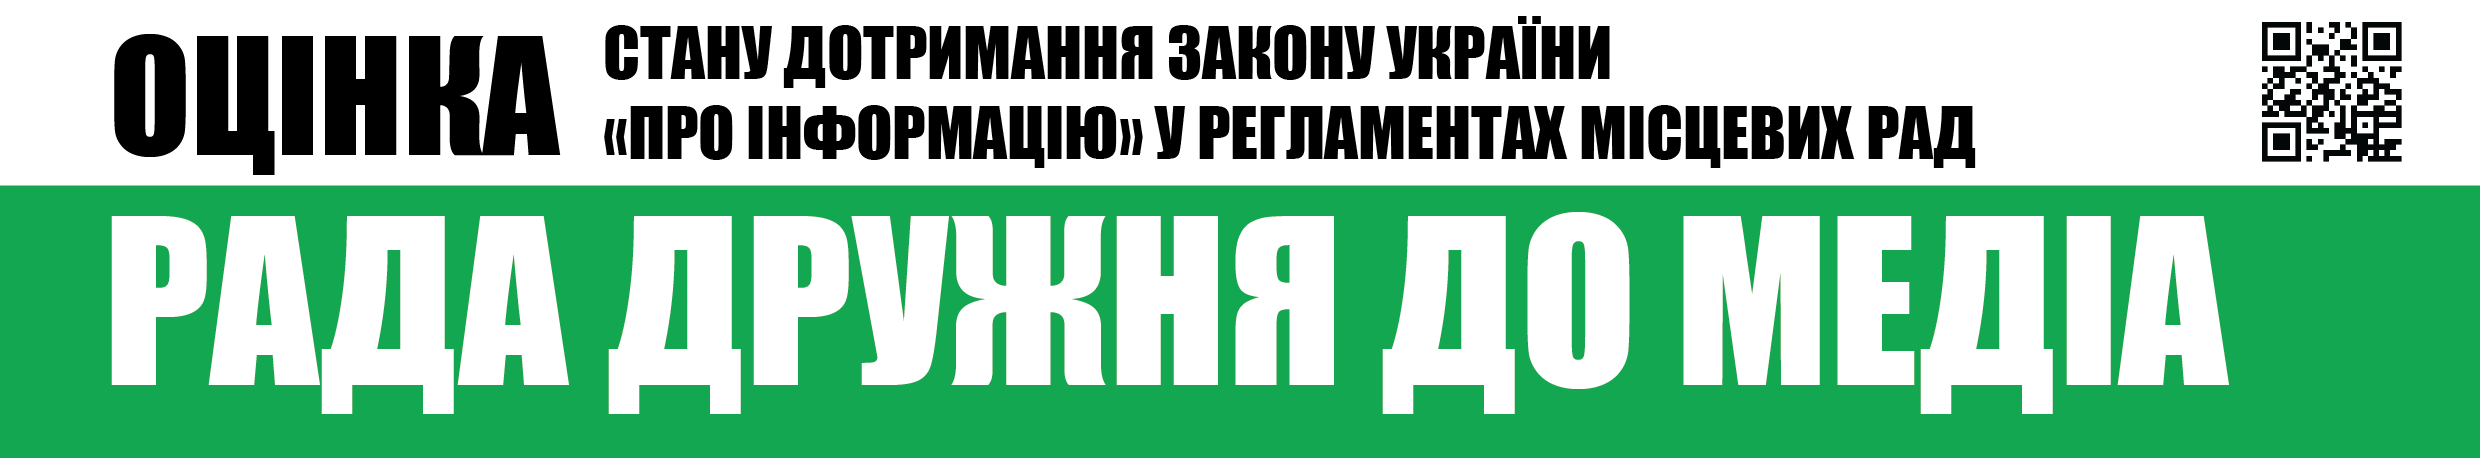 ОЦІНКА
СТАНУ ДОТРИМАННЯ ЗАКОНУ УКРАЇНИ
«ПРО ІНФОРМАЦІЮ» У РЕГЛАМЕНТАХ МІСЦЕВИХ РАД
РАДА ДРУЖНЯ ДО МЕДІА